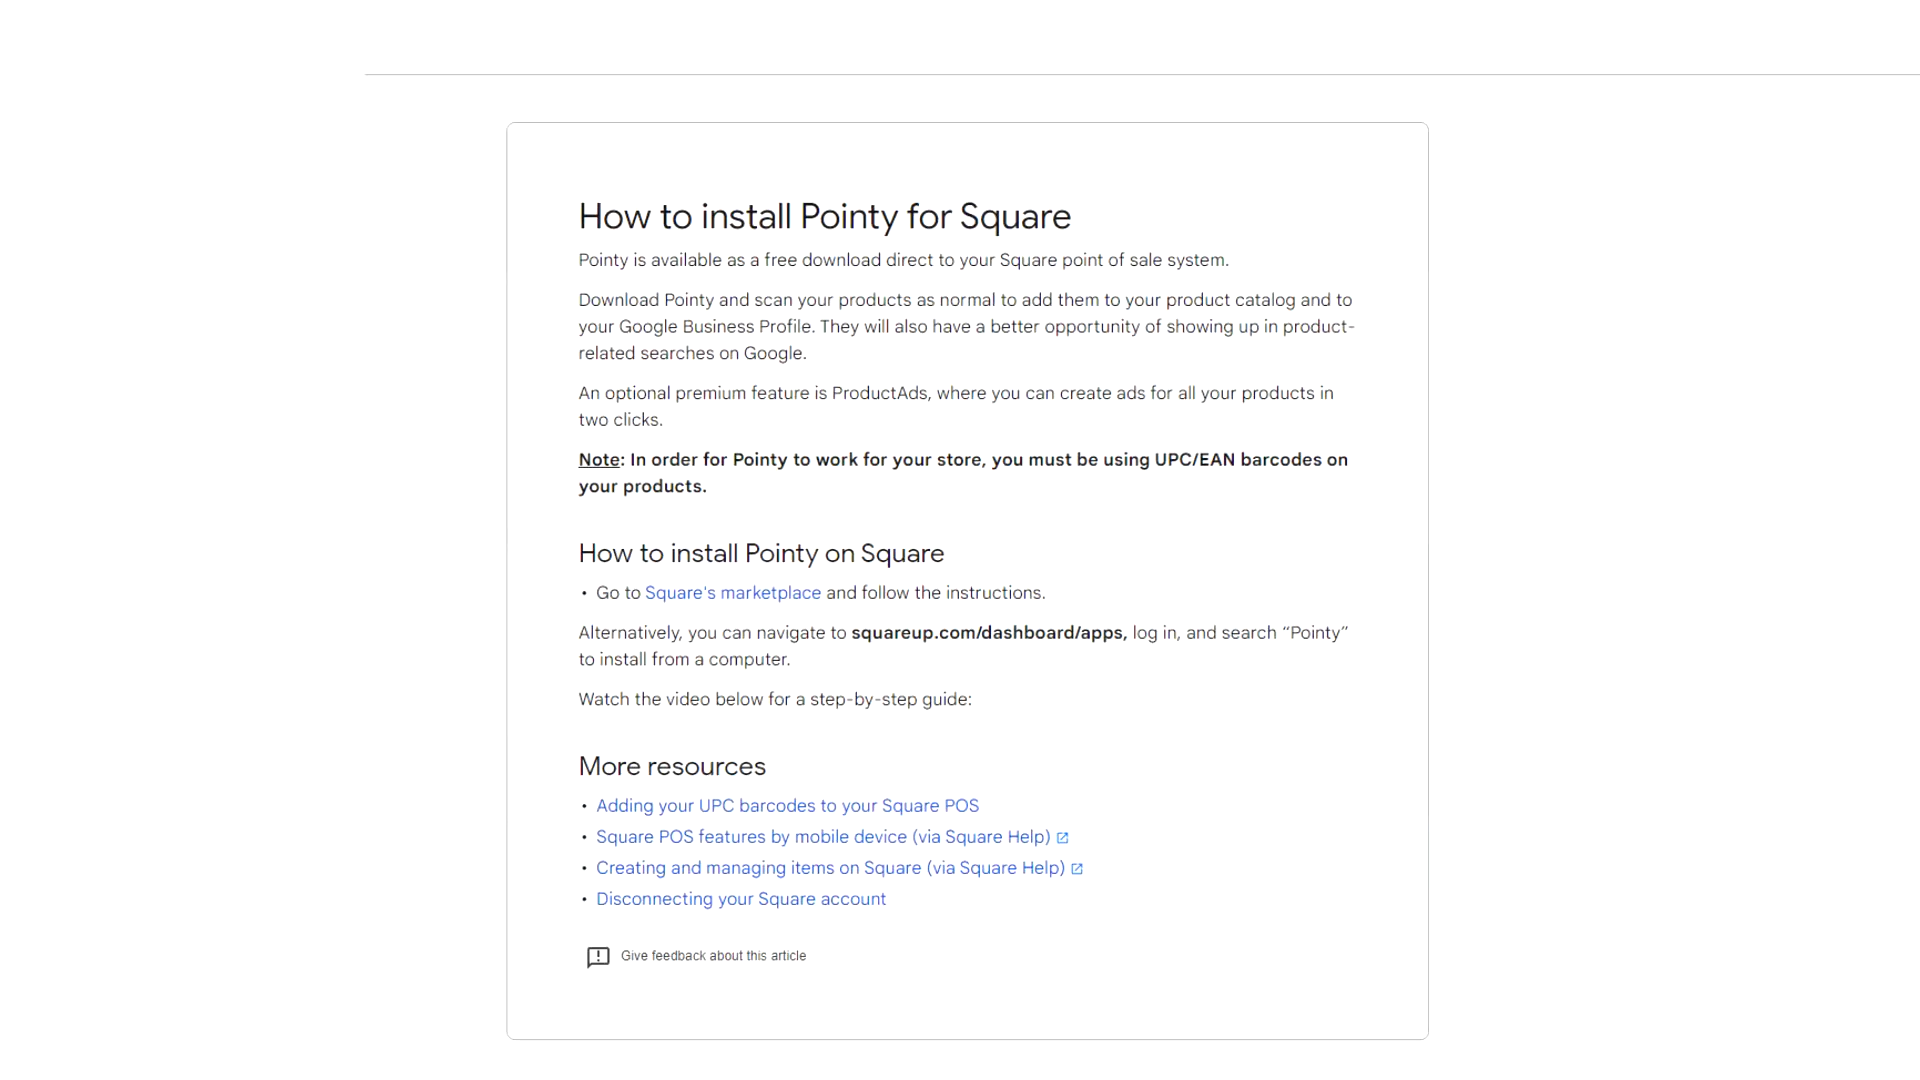 How to install Pointy for Square
Pointy is available as a free download direct to your Square point of sale system.
Download Pointy and scan your products as normal to add them to your product catalog and to
your Google Business Profile. They will also have a better opportunity of showing up in product-
related searches on Google.
An optional premium feature is ProductAds, where you can create ads for all your products in
two clicks.
Note: In order for Pointy to work for your store, you must be using UPC/EAN barcodes on
your products.
How to install Pointy on Square
• Go to Square's marketplace and follow the instructions.
Alternatively, you can navigate to squareup.com/dashboard/apps, log in, and search “Pointy”
to install from a computer.
Watch the video below for a step-by-step guide:
More resources
• Adding your UPC barcodes to your Square POS
• Square POS features by mobile device (via Square Help)
• Creating and managing items on Square (via Square Help)
• Disconnecting your Square account
Give feedback about this article